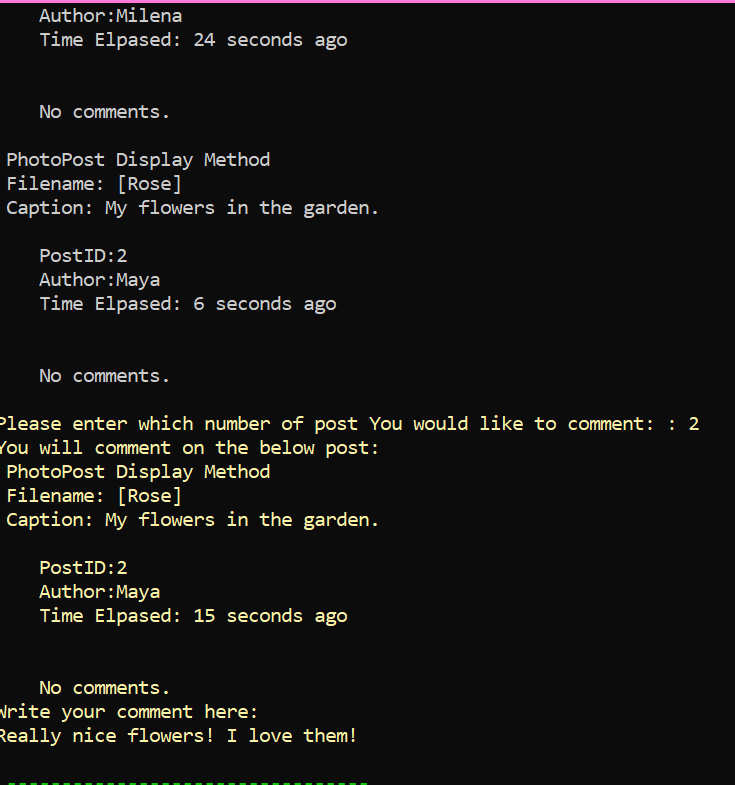 Author:Milena
Time Elpased: 24 seconds ago
No comments.
PhotoPost Display Method
Filename: [Rose]
Caption: My flowers in the garden.
PostID:2
Author:Maya
Time Elpased: 6 seconds ago
No comments.
Please enter which number of post You would like to comment: : 2
You will comment on the below post:
PhotoPost Display Method
Filename: [Rose]
Caption: My flowers in the garden.
PostID:2
Author:Maya
Time Elpased: 15 seconds ago
No comments.
Write your comment here:
Really nice flowers! I love them!
---------------------------------